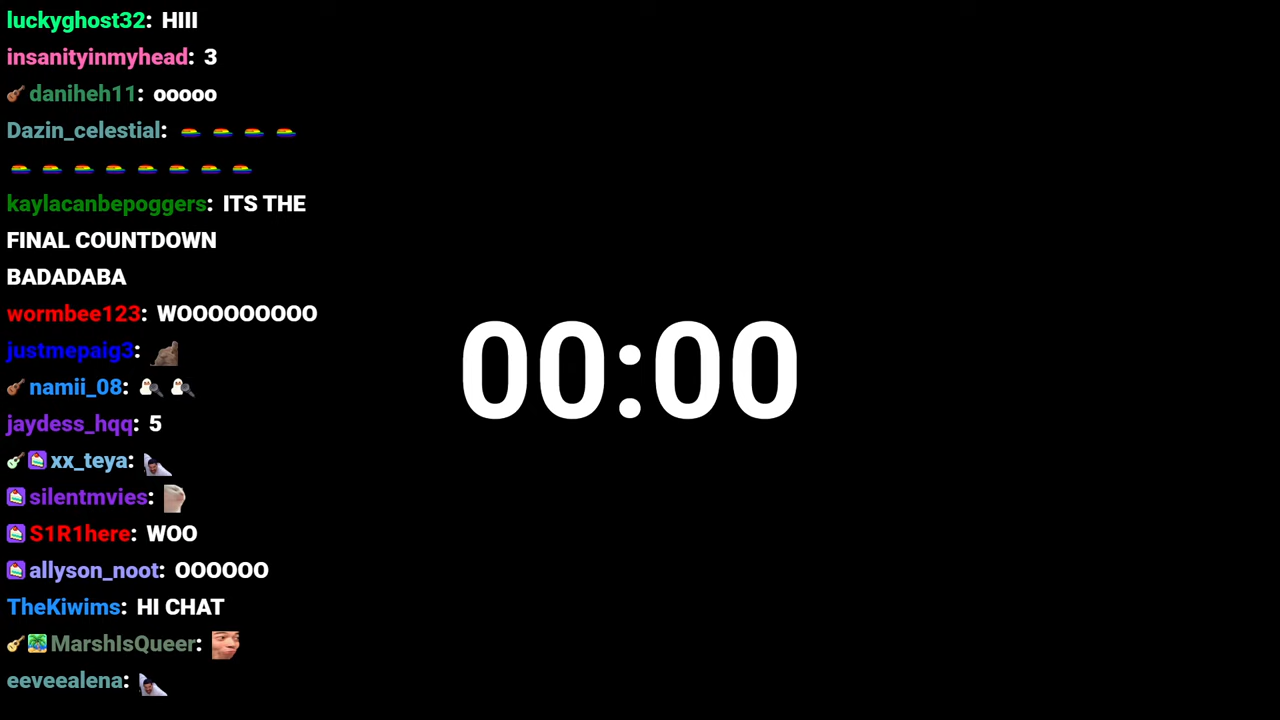 luckyghost32: HIII
insanityinmyhead: 3
daniheh11: ooooo
Dazin_celestial:
kaylacanbepoggers: ITS THE
FINAL COUNTDOWN
BADADABA
wormbee123: WOOOOOOOOO
justmepaig3:
namii_08:
jaydess_hqq: 5
xx_teya:
silentmvies:
S1R1here: WOO
allyson_noot: OOOOOO
TheKiwims: HI CHAT
MarshIsQueer:
eeveealena:
00:00